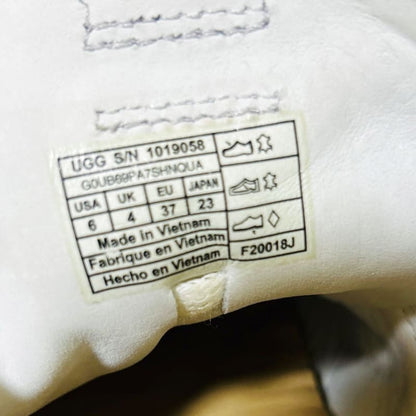 UGG S/N 1019058
G0UB69PA7SHNQUA
USA UK EU JAPAN
6 4 37 23
Made in Vietnam
Fabrique en Vietnam
Hecho en Vietnam
F20018J